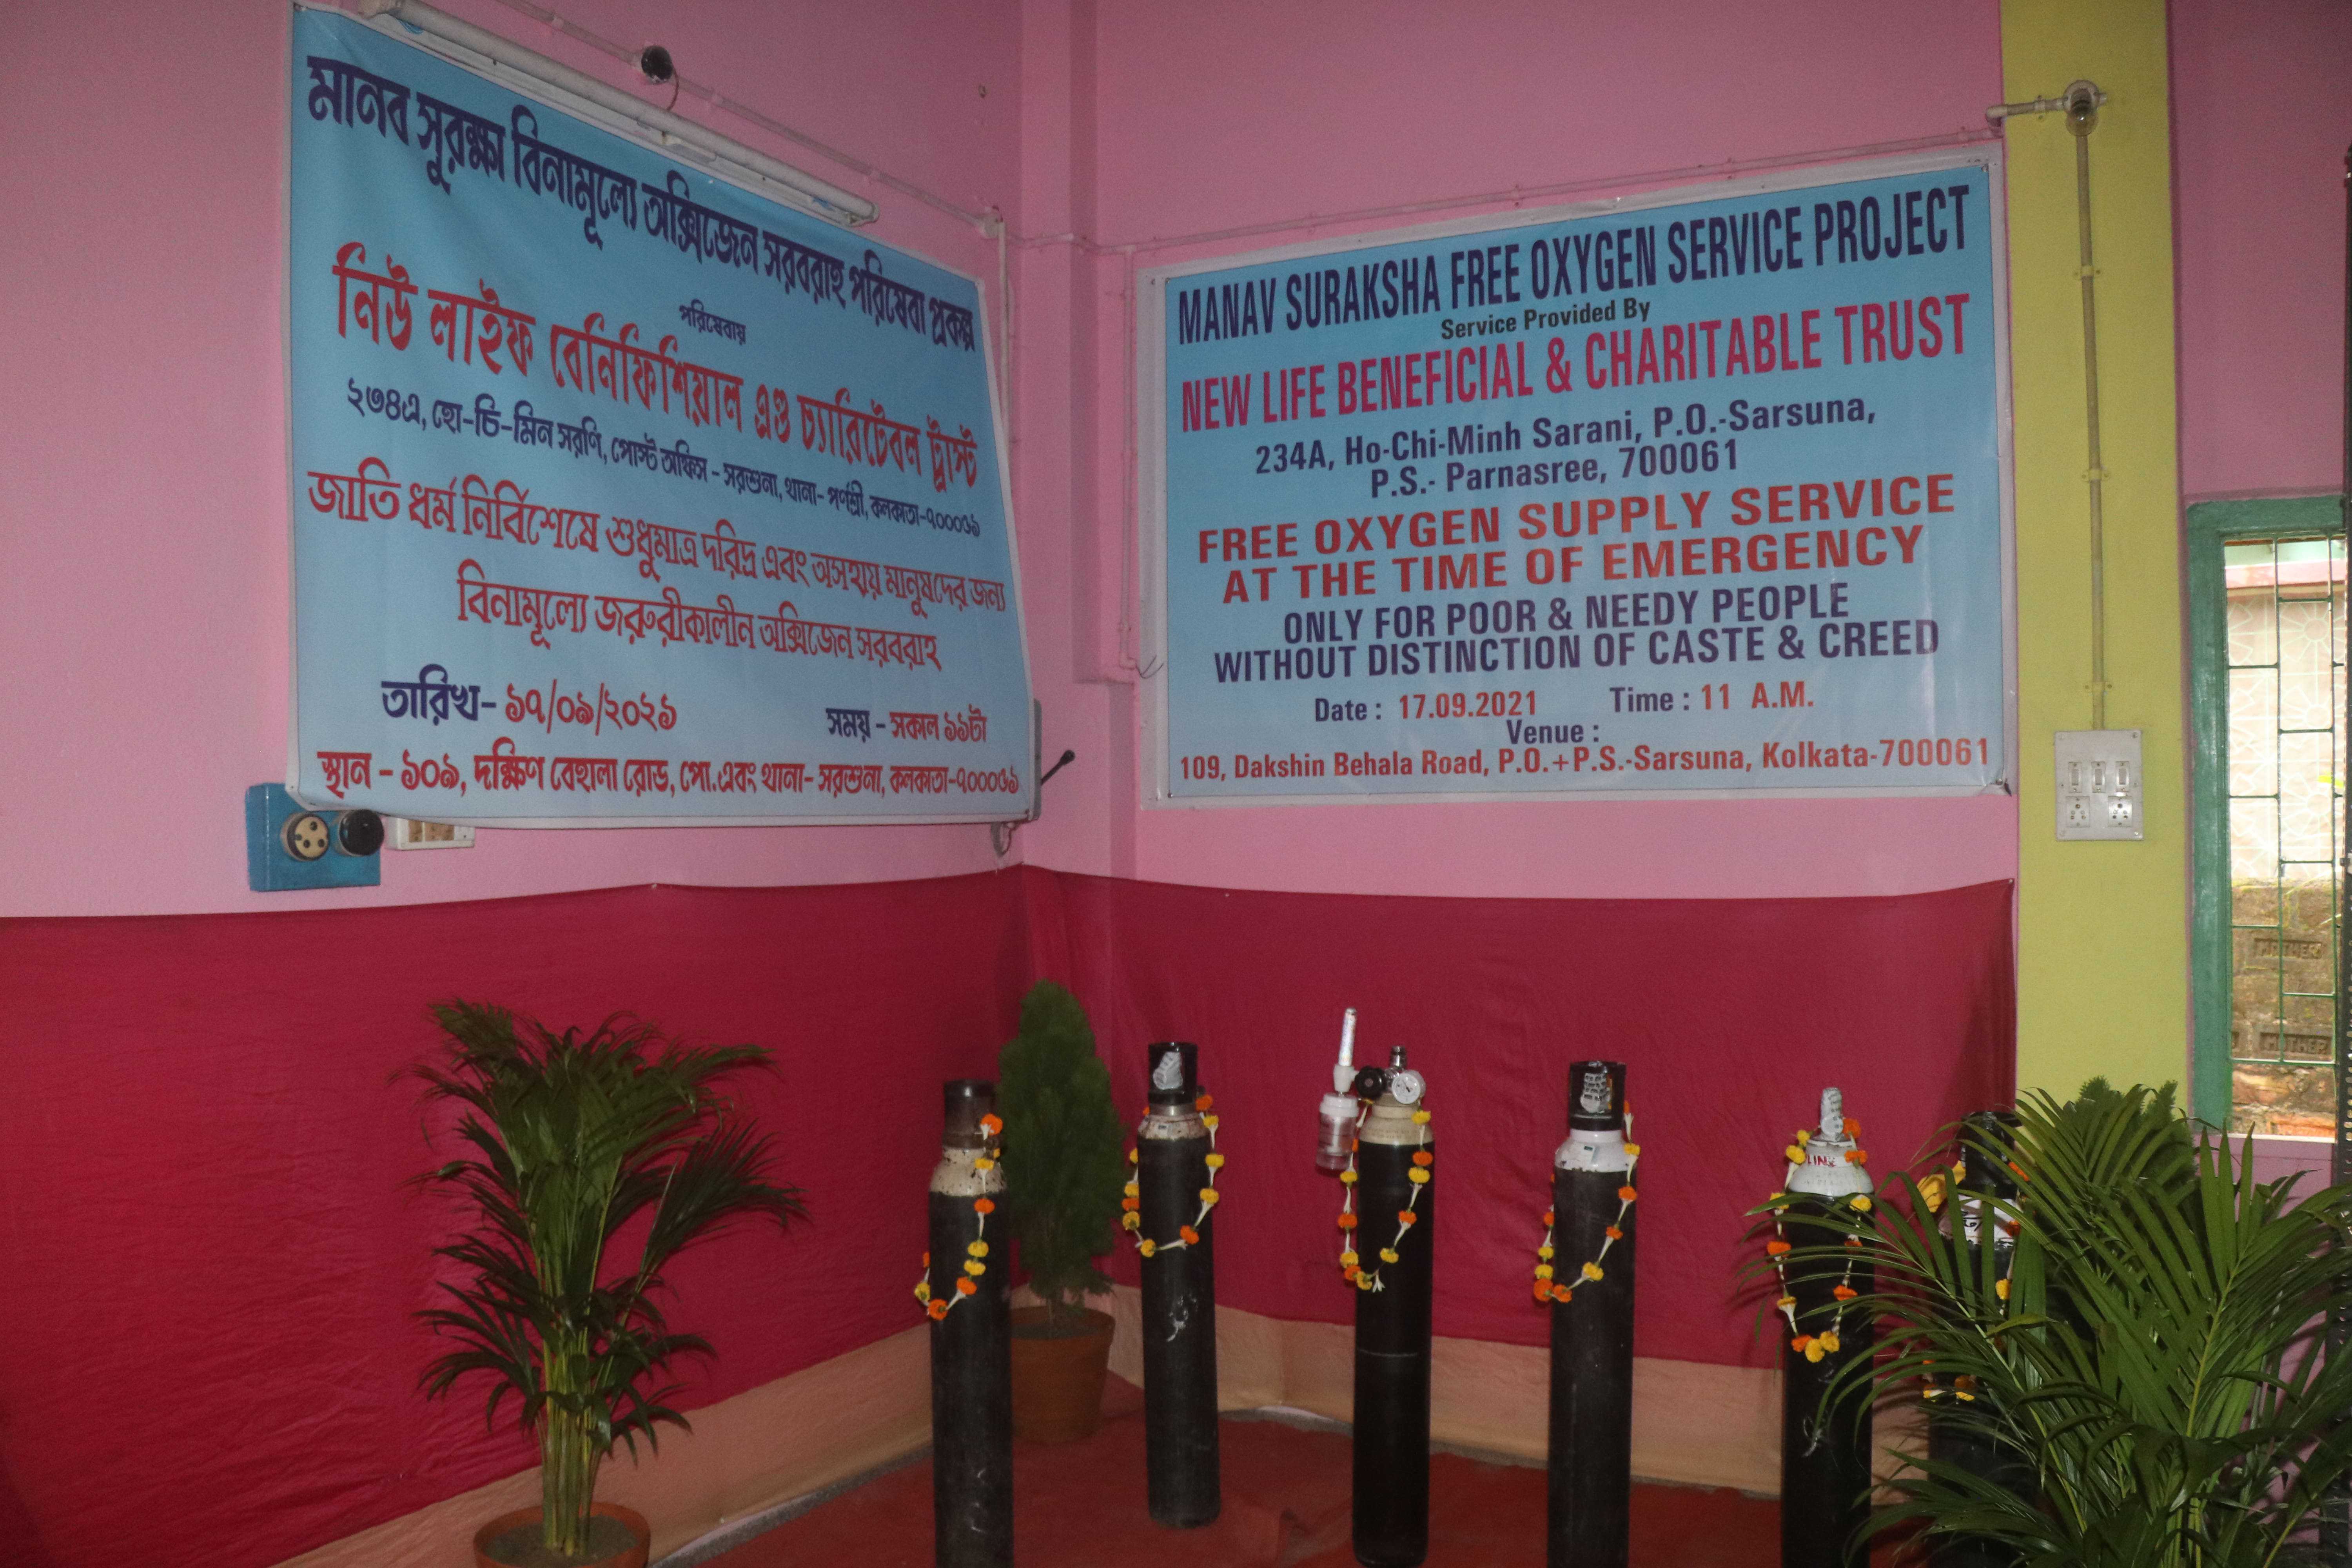 মানব সুরক্ষা বিনামূল্যে অক্সিজেন সরবরাহ পরিষেবা প্রকল্প
পরিষেবায়
নিউ লাইফ বেনিফিশিয়াল এণ্ড চ্যারিটেবল ট্রাস্ট
২৩৪এ, হো-চি-মিন সরণি, পোস্ট অফিস - সরশুনা, থানা- পর্ণশ্রী, কলকাতা-৭০০০৬১
জাতি ধর্ম নির্বিশেষে শুধুমাত্র দরিদ্র এবং অসহায় মানুষদের জন্য
বিনামূল্যে জরুরীকালীন অক্সিজেন সরবরাহ
তারিখ- ১৭/০৯/২০২১ সময় - সকাল ১১টা
স্থান - ১০৯, দক্ষিণ বেহালা রোড, পো.এবং থানা- সরশুনা, কলকাতা-৭০০০৬১
MANAV SURAKSHA FREE OXYGEN SERVICE PROJECT
Service Provided By
NEW LIFE BENEFICIAL & CHARITABLE TRUST
234A, Ho-Chi-Minh Sarani, P.O.-Sarsuna,
P.S.- Parnasree, 700061
FREE OXYGEN SUPPLY SERVICE
AT THE TIME OF EMERGENCY
ONLY FOR POOR & NEEDY PEOPLE
WITHOUT DISTINCTION OF CASTE & CREED
Date : 17.09.2021 Time : 11 A.M.
Venue :
109, Dakshin Behala Road, P.O.+P.S.-Sarsuna, Kolkata-700061
MOTHER
MOTHER